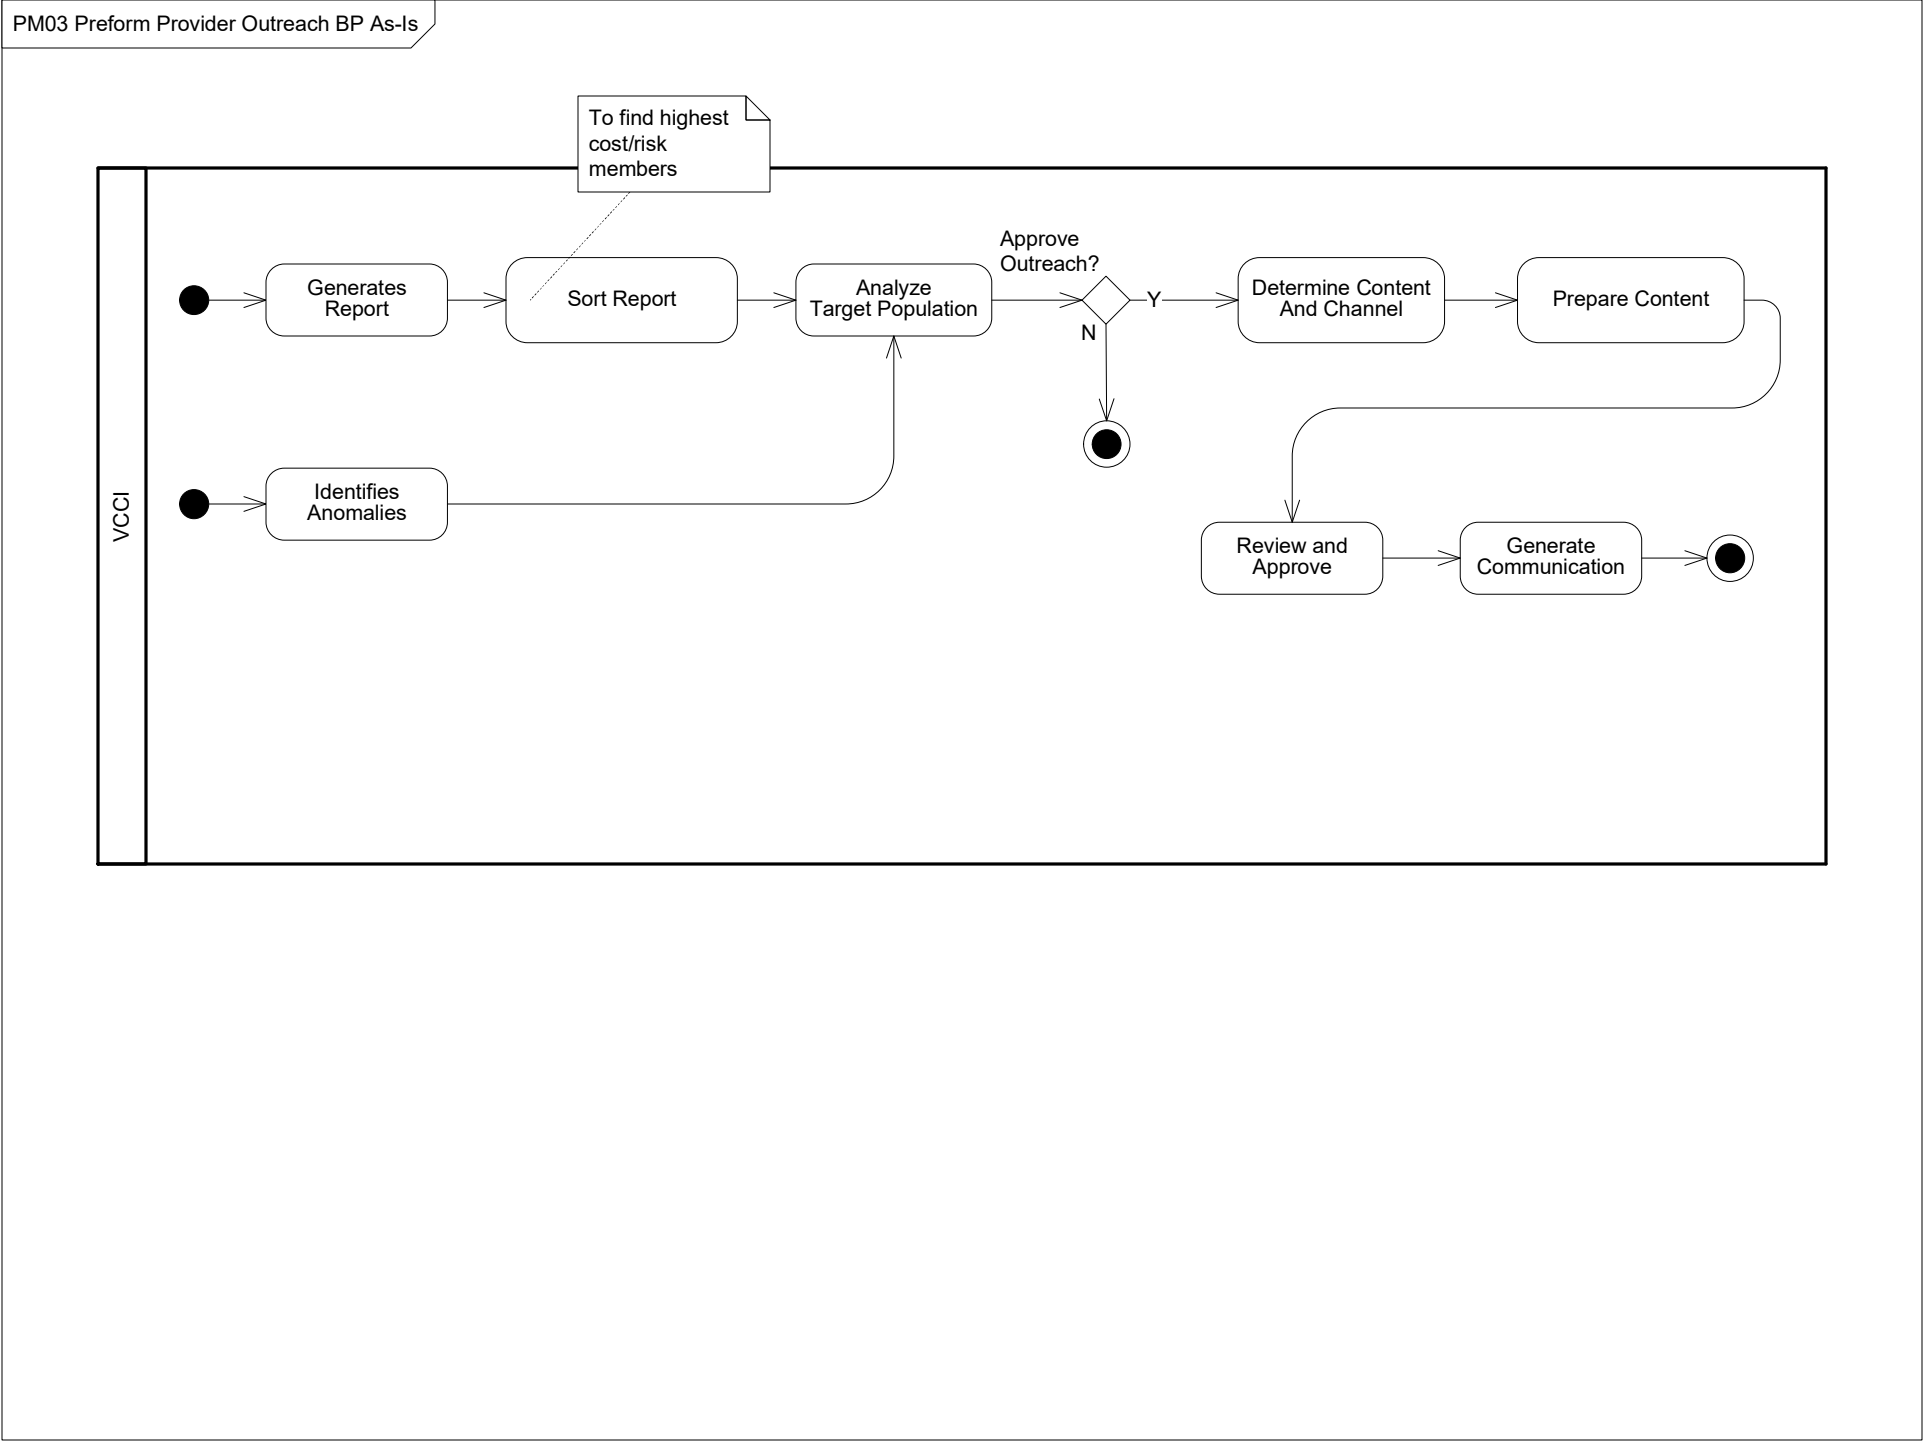 PM03 Preform Provider Outreach BP As-Is
To find highest
cost/risk
members
VCCI
Generates
Report
Sort Report
Analyze
Target Population
Approve
Outreach?
Y
N
Determine Content
And Channel
Prepare Content
Identifies
Anomalies
Review and
Approve
Generate
Communication